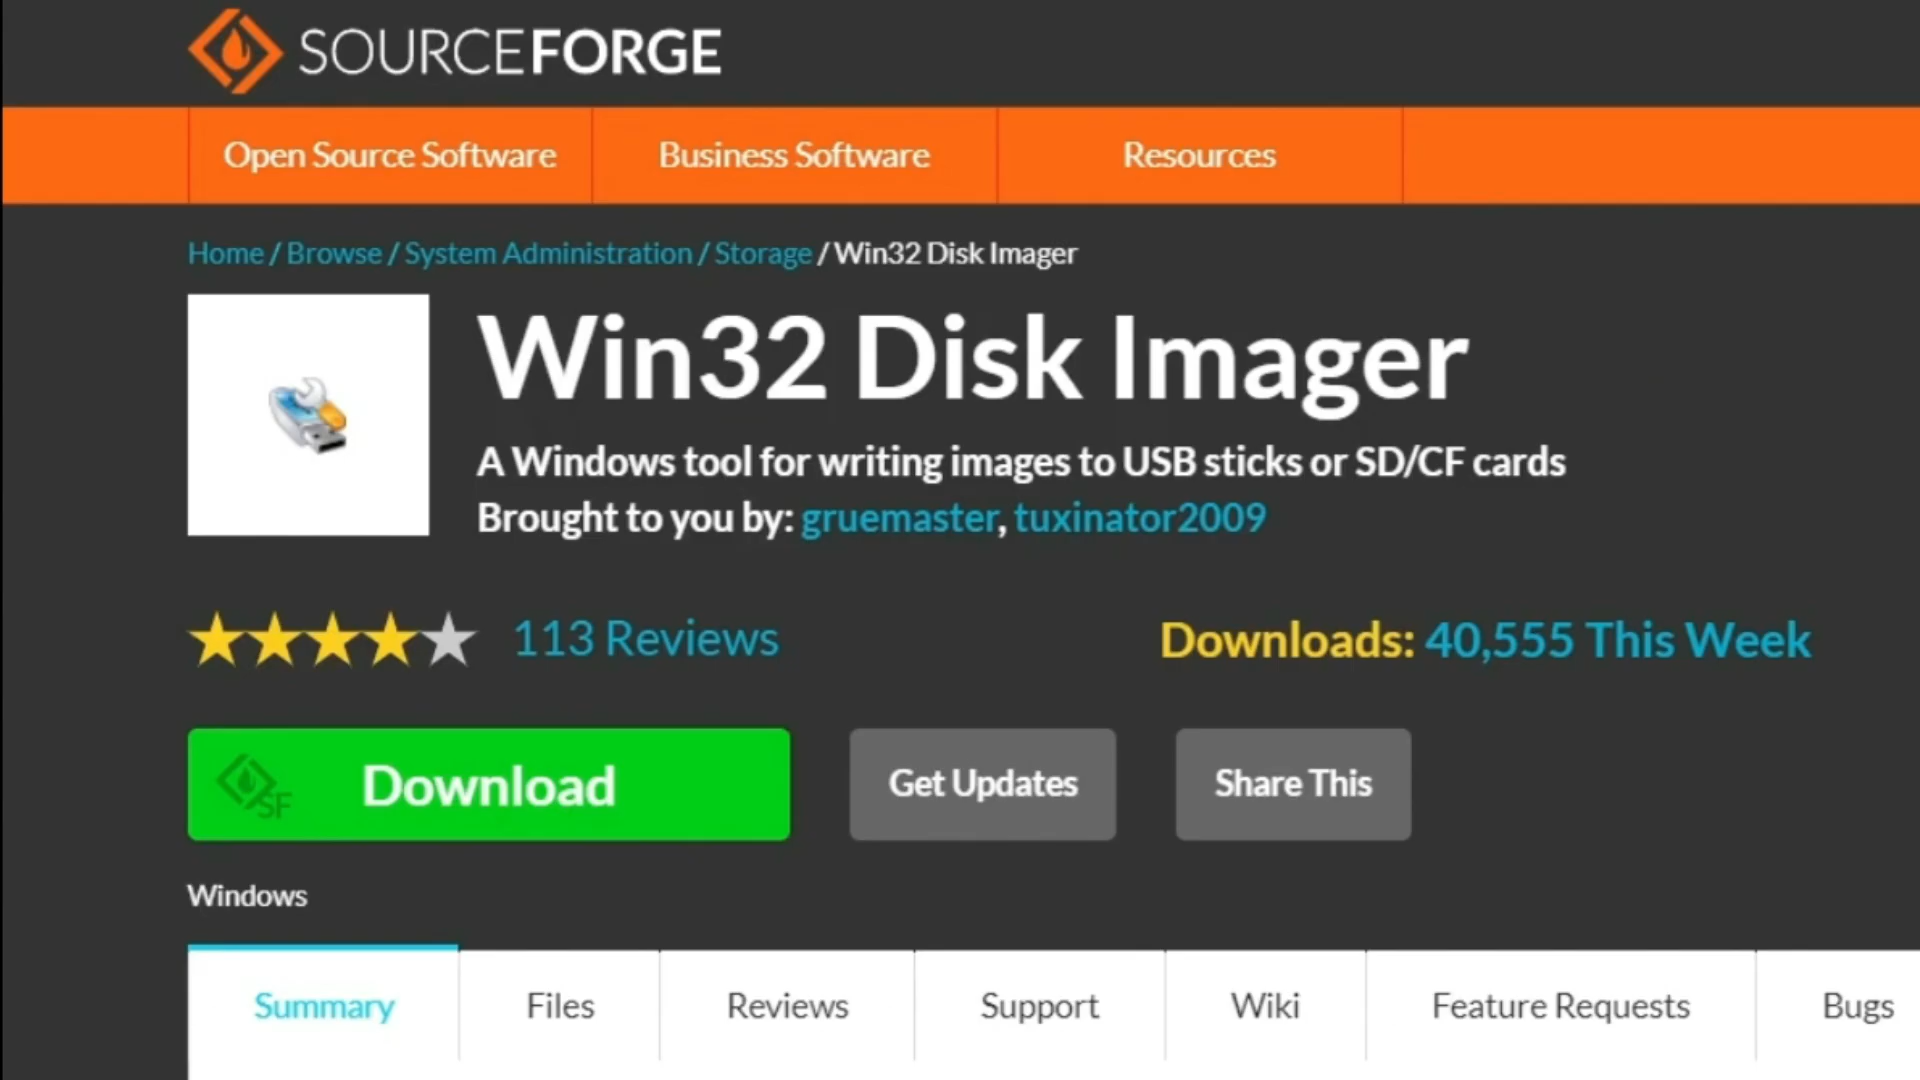 SOURCEFORGE
Open Source Software Business Software Resources
Home / Browse / System Administration / Storage / Win32 Disk Imager
Win32 Disk Imager
A Windows tool for writing images to USB sticks or SD/CF cards
Brought to you by: gruemaster, tuxinator2009
113 Reviews Downloads: 40,555 This Week
SF Download Get Updates Share This
Windows
Summary Files Reviews Support Wiki Feature Requests Bugs